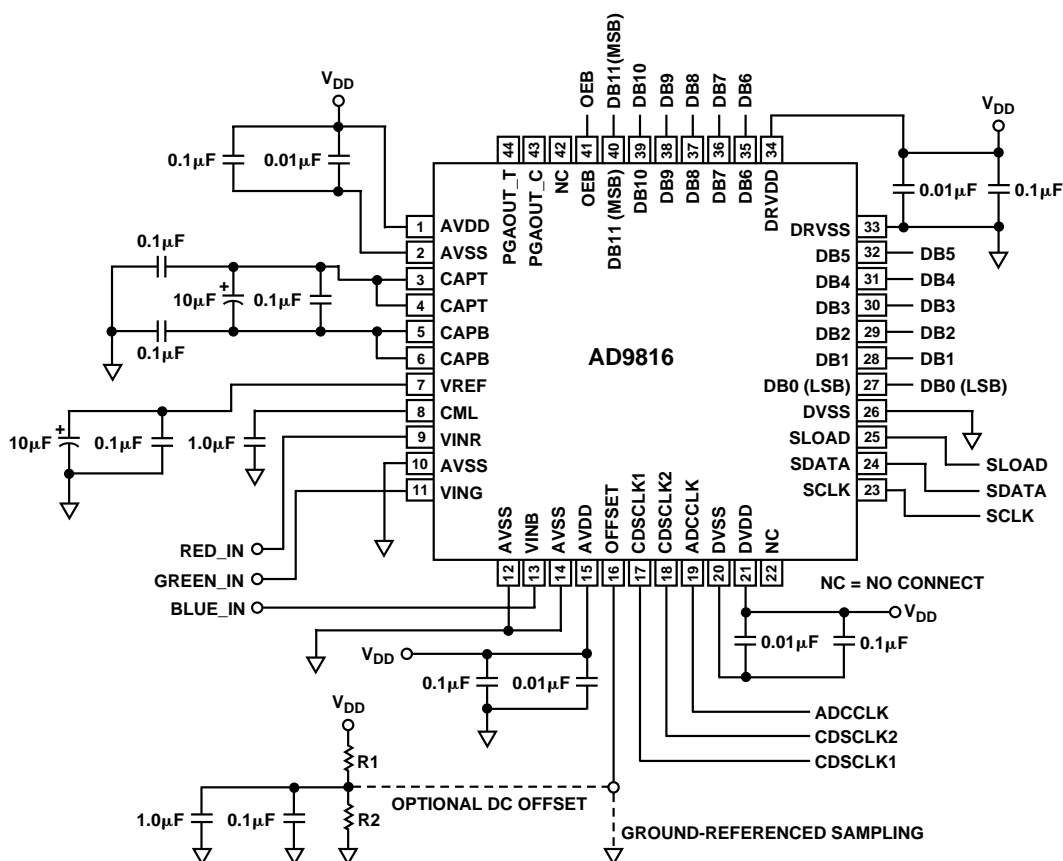 OEB
DB11(MSB)
DB10
DB9
DB8
DB7
DB6
VDD
VDD
0.1µF
0.01µF
0.01µF
0.1µF
44
43
42
41
40
39
38
37
36
35
34
PGAOUT_T
PGAOUT_C
NC
OEB
DB11 (MSB)
DB10
DB9
DB8
DB7
DB6
DRVDD
1 AVDD
2 AVSS
3 CAPT
4 CAPT
5 CAPB
6 CAPB
7 VREF
8 CML
9 VINR
10 AVSS
11 VING
0.1µF
10µF + 0.1µF
0.1µF
10µF + 0.1µF 1.0µF
AD9816
DRVSS 33
DB5 32 DB5
DB4 31 DB4
DB3 30 DB3
DB2 29 DB2
DB1 28 DB1
DB0 (LSB) 27 DB0 (LSB)
DVSS 26
SLOAD 25 SLOAD
SDATA 24 SDATA
SCLK 23 SCLK
AVSS
VINB
AVSS
AVDD
OFFSET
CDSCLK1
CDSCLK2
ADCCLK
DVSS
DVDD
NC
12
13
14
15
16
17
18
19
20
21
22
RED_IN
GREEN_IN
BLUE_IN
NC = NO CONNECT
VDD
0.01µF
0.1µF
VDD
0.1µF
0.01µF
ADCCLK
CDSCLK2
CDSCLK1
VDD
R1
OPTIONAL DC OFFSET
1.0µF
0.1µF
R2
GROUND-REFERENCED SAMPLING